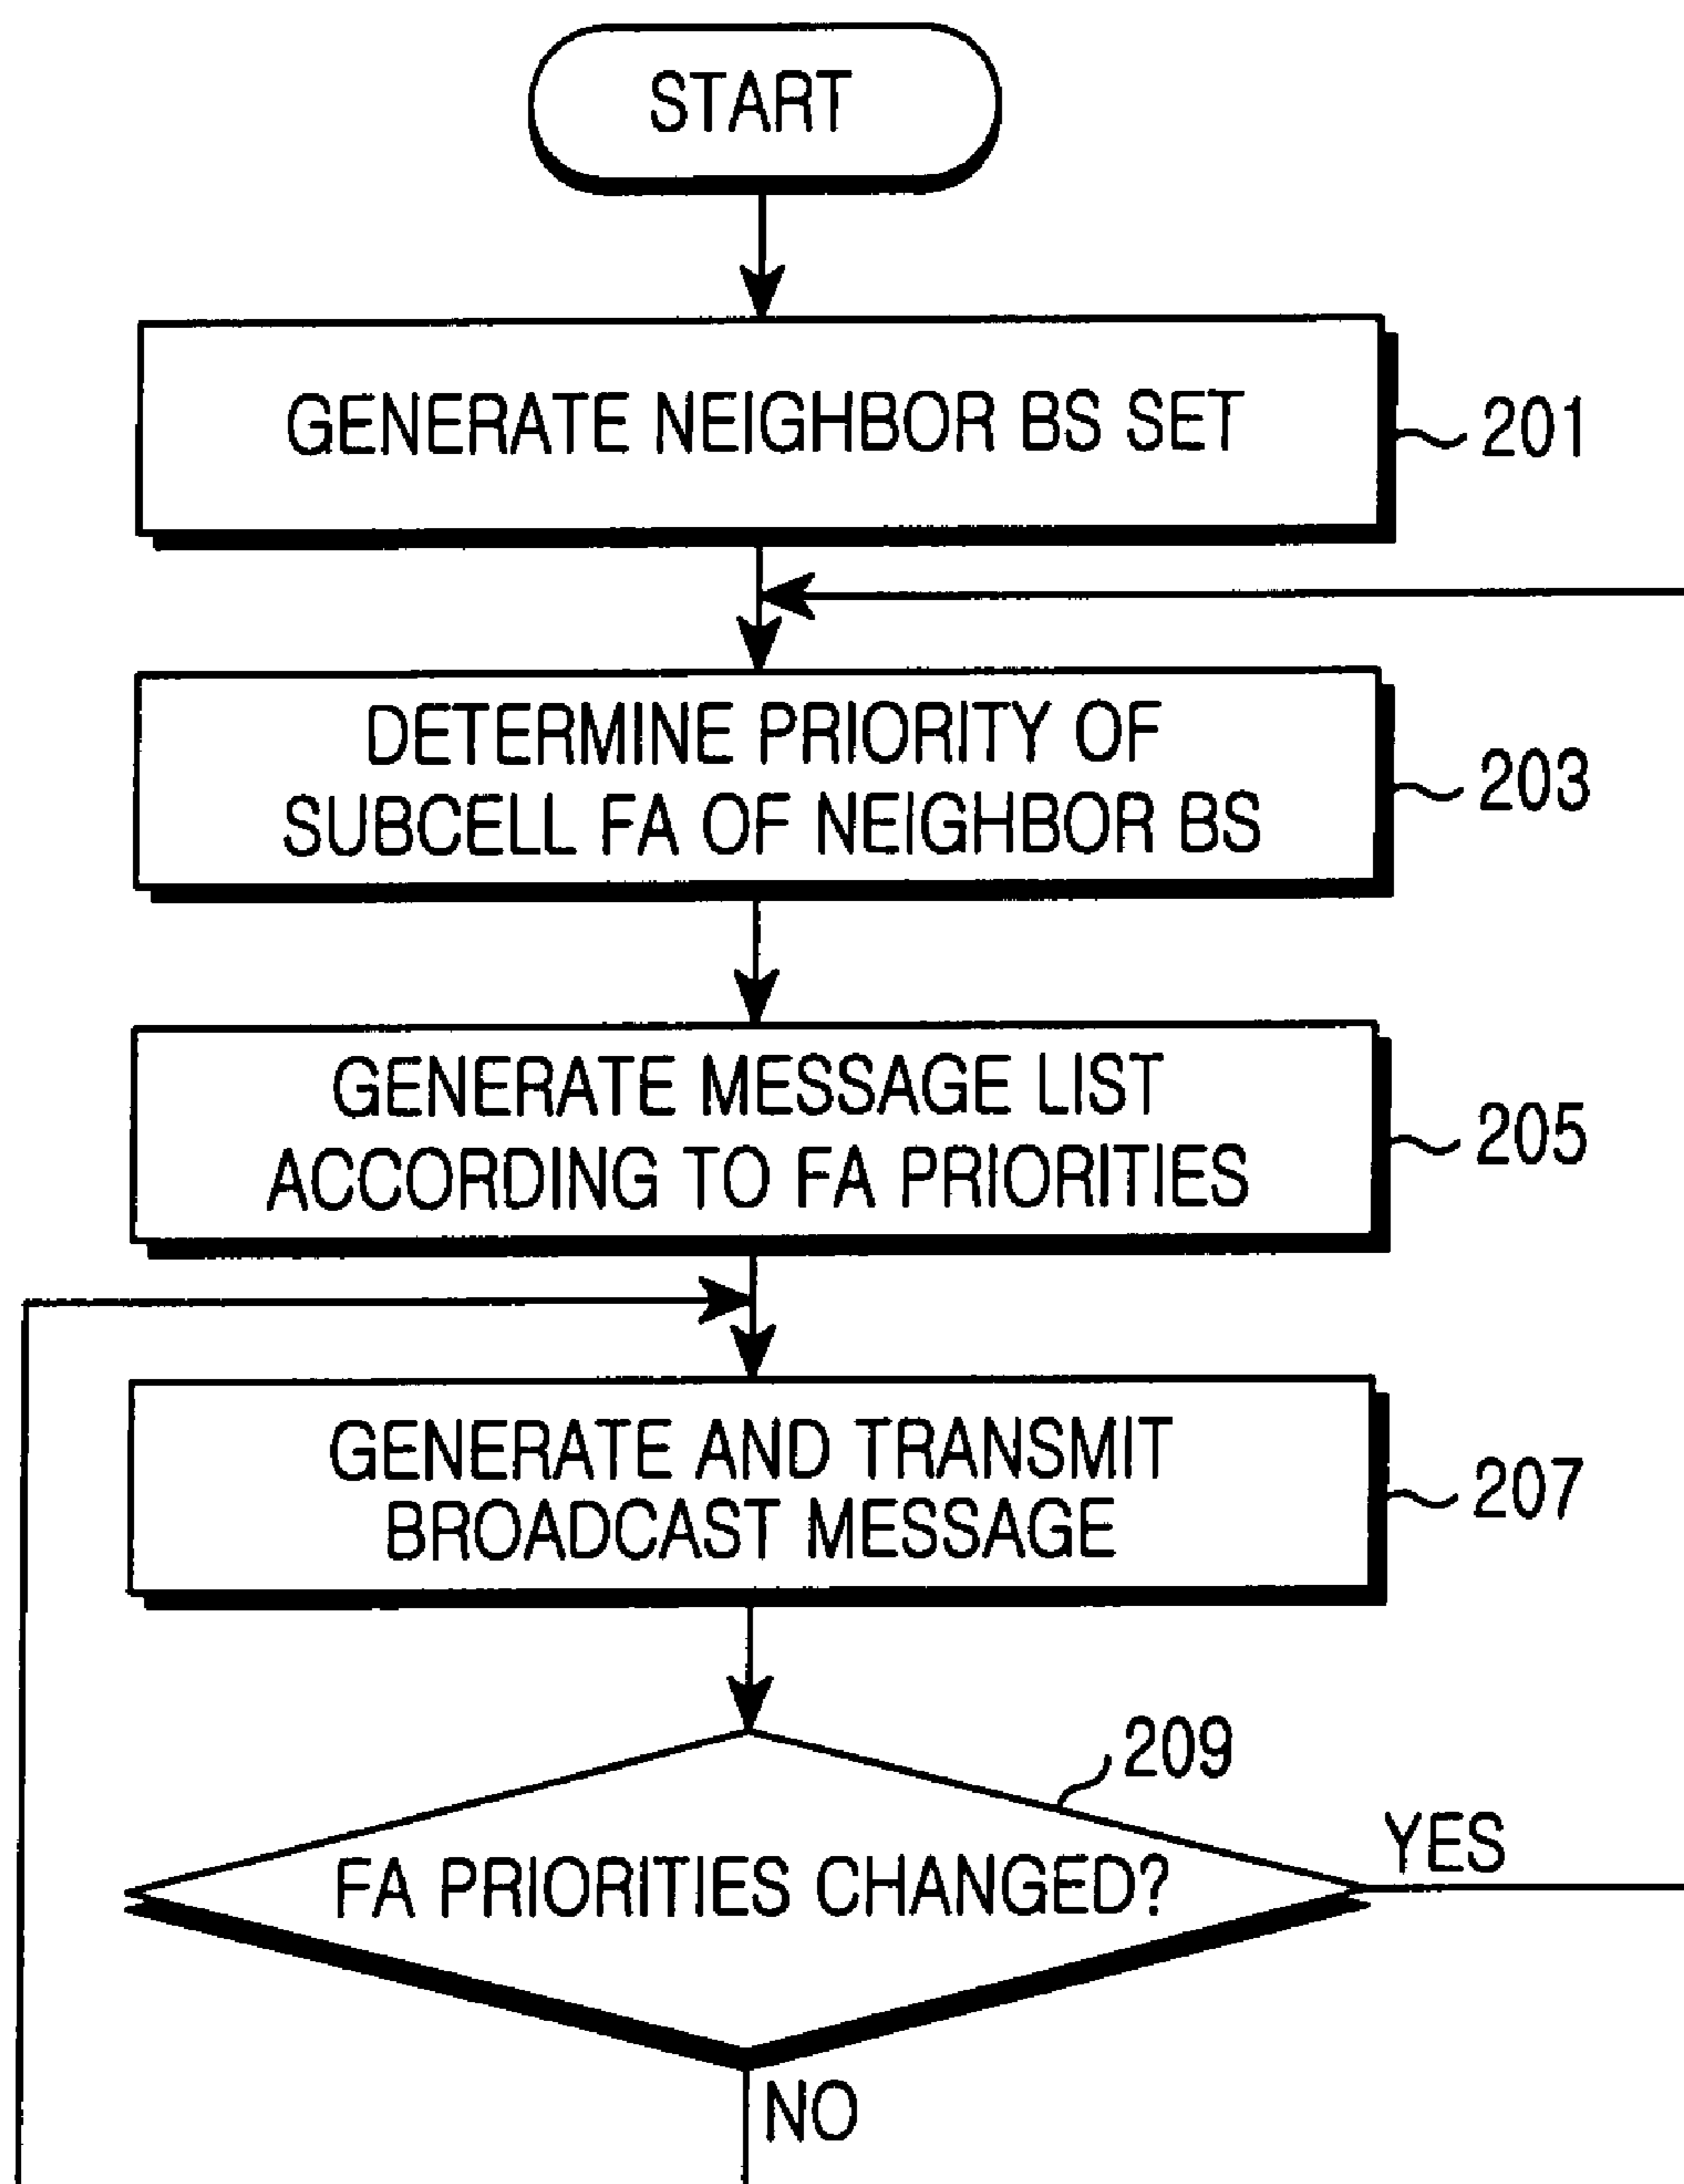 START
GENERATE NEIGHBOR BS SET
201
DETERMINE PRIORITY OF
SUBCELL FA OF NEIGHBOR BS
203
GENERATE MESSAGE LIST
ACCORDING TO FA PRIORITIES
205
GENERATE AND TRANSMIT
BROADCAST MESSAGE
207
209
FA PRIORITIES CHANGED?
YES
NO